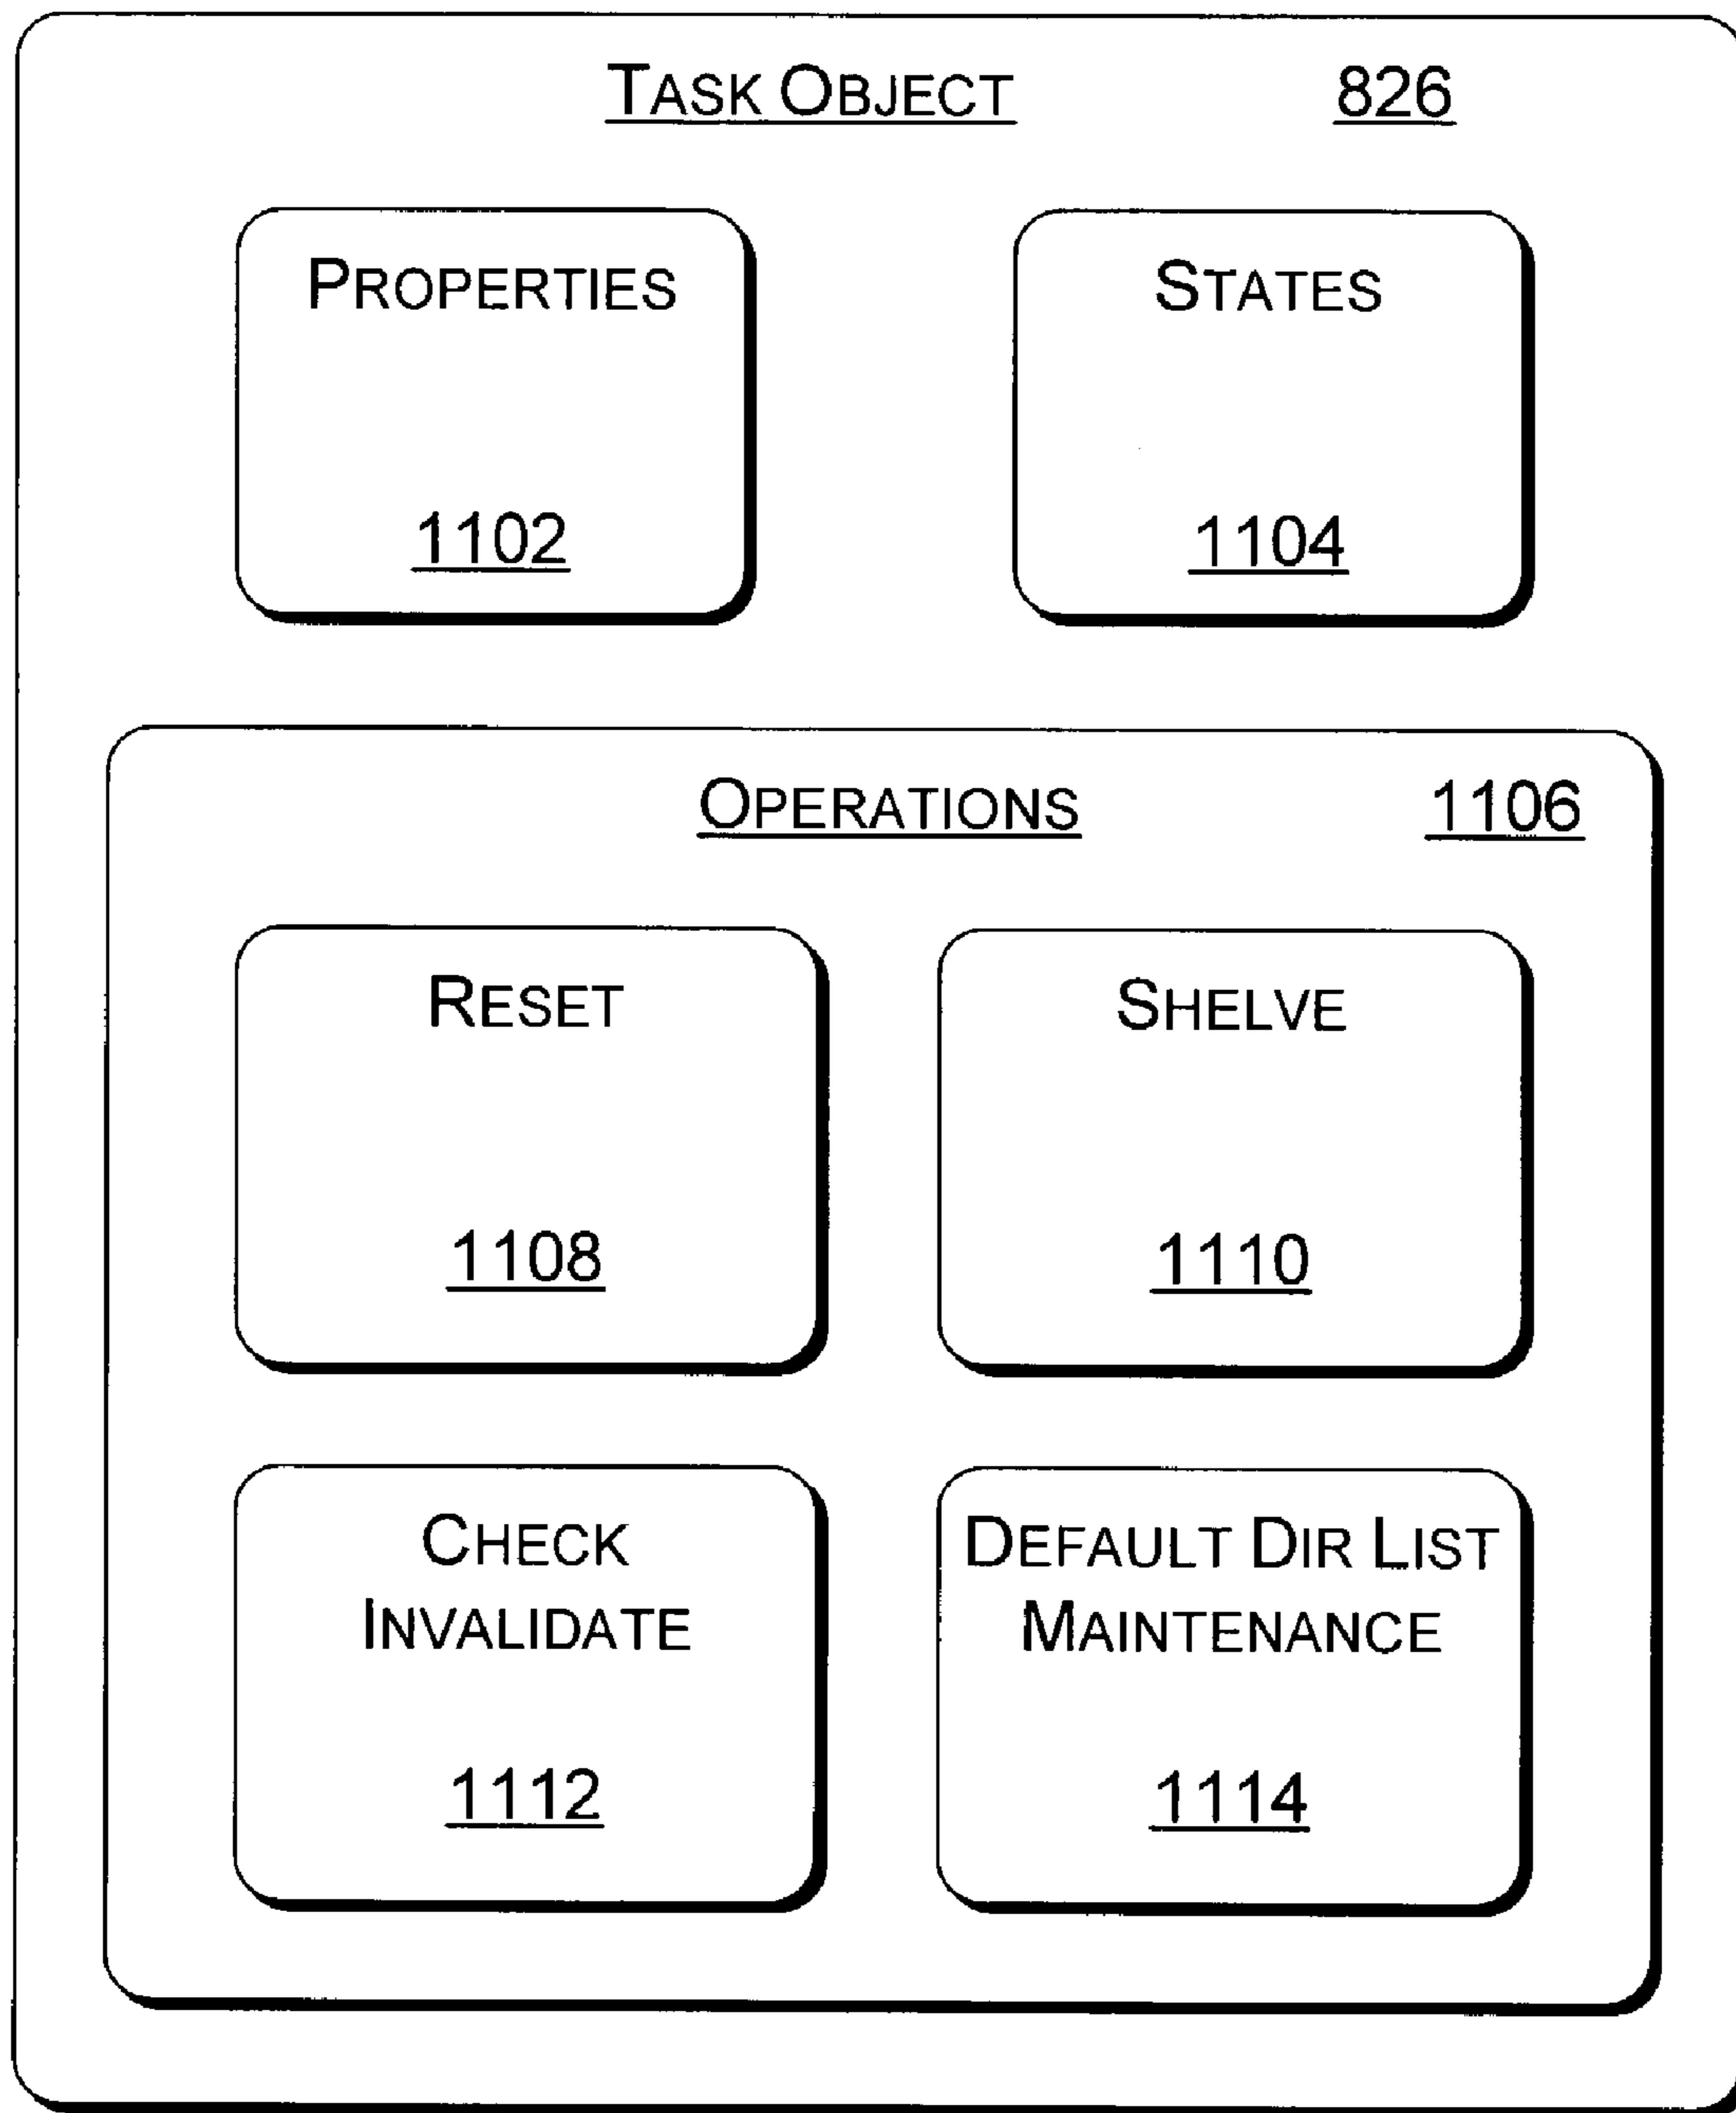 TASK OBJECT 826
PROPERTIES STATES
1102 1104
OPERATIONS 1106
RESET SHELVE
1108 1110
CHECK DEFAULT DIR LIST
INVALIDATE MAINTENANCE
1112 1114